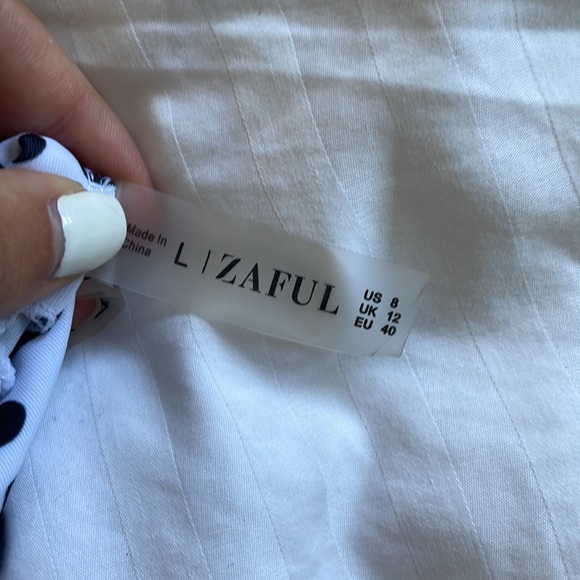 Made In
China
L | ZAFUL
US 8
UK 12
EU 40